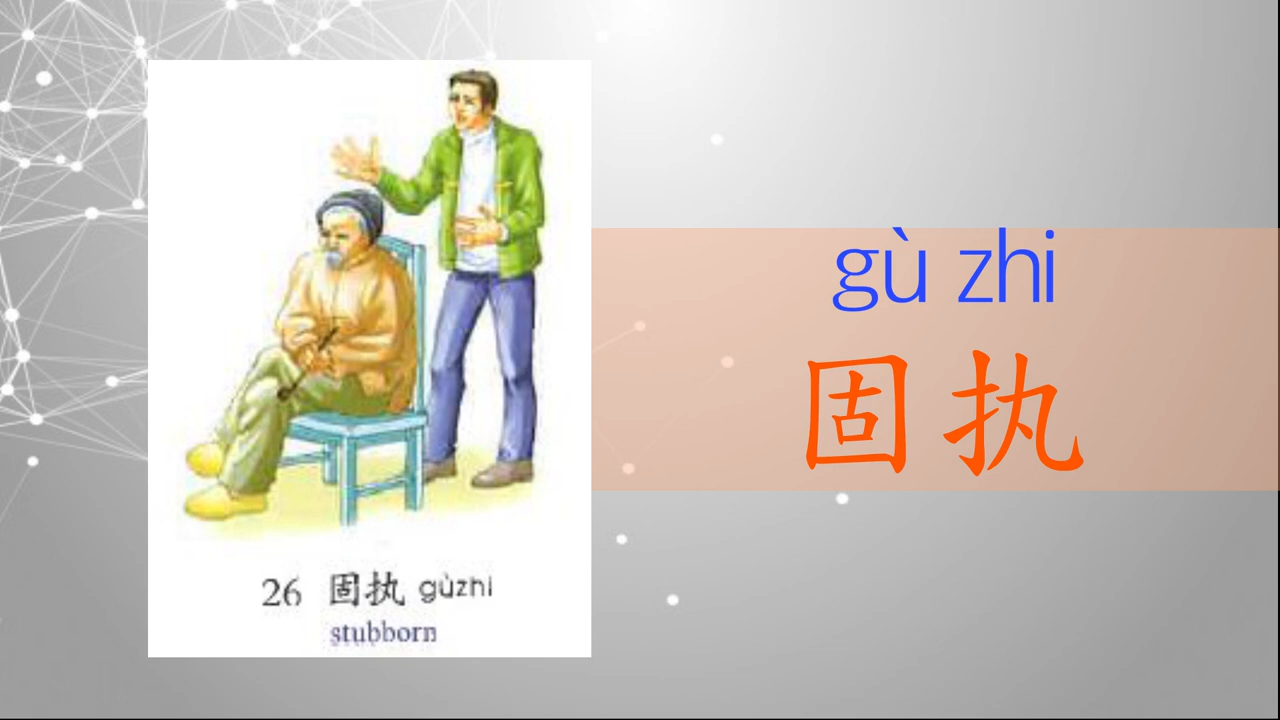 26 固执 gùzhi
stubborn
gù zhi
固执